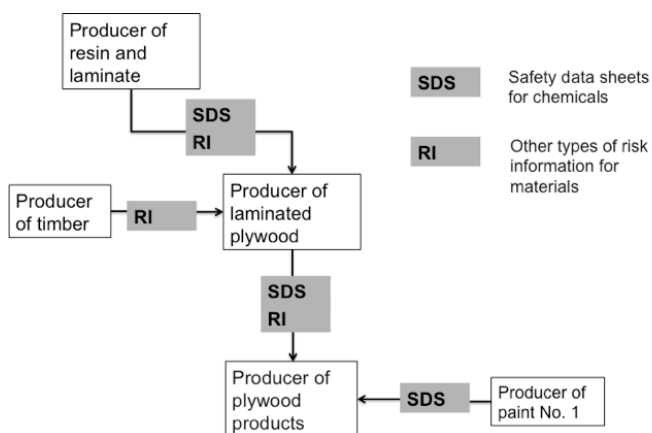 Producer of
resin and
laminate
SDS
RI
SDS
Safety data sheets
for chemicals
RI
Other types of risk
information for
materials
Producer
of timber
RI
Producer of
laminated
plywood
SDS
RI
Producer of
plywood
products
SDS
Producer of
paint No. 1